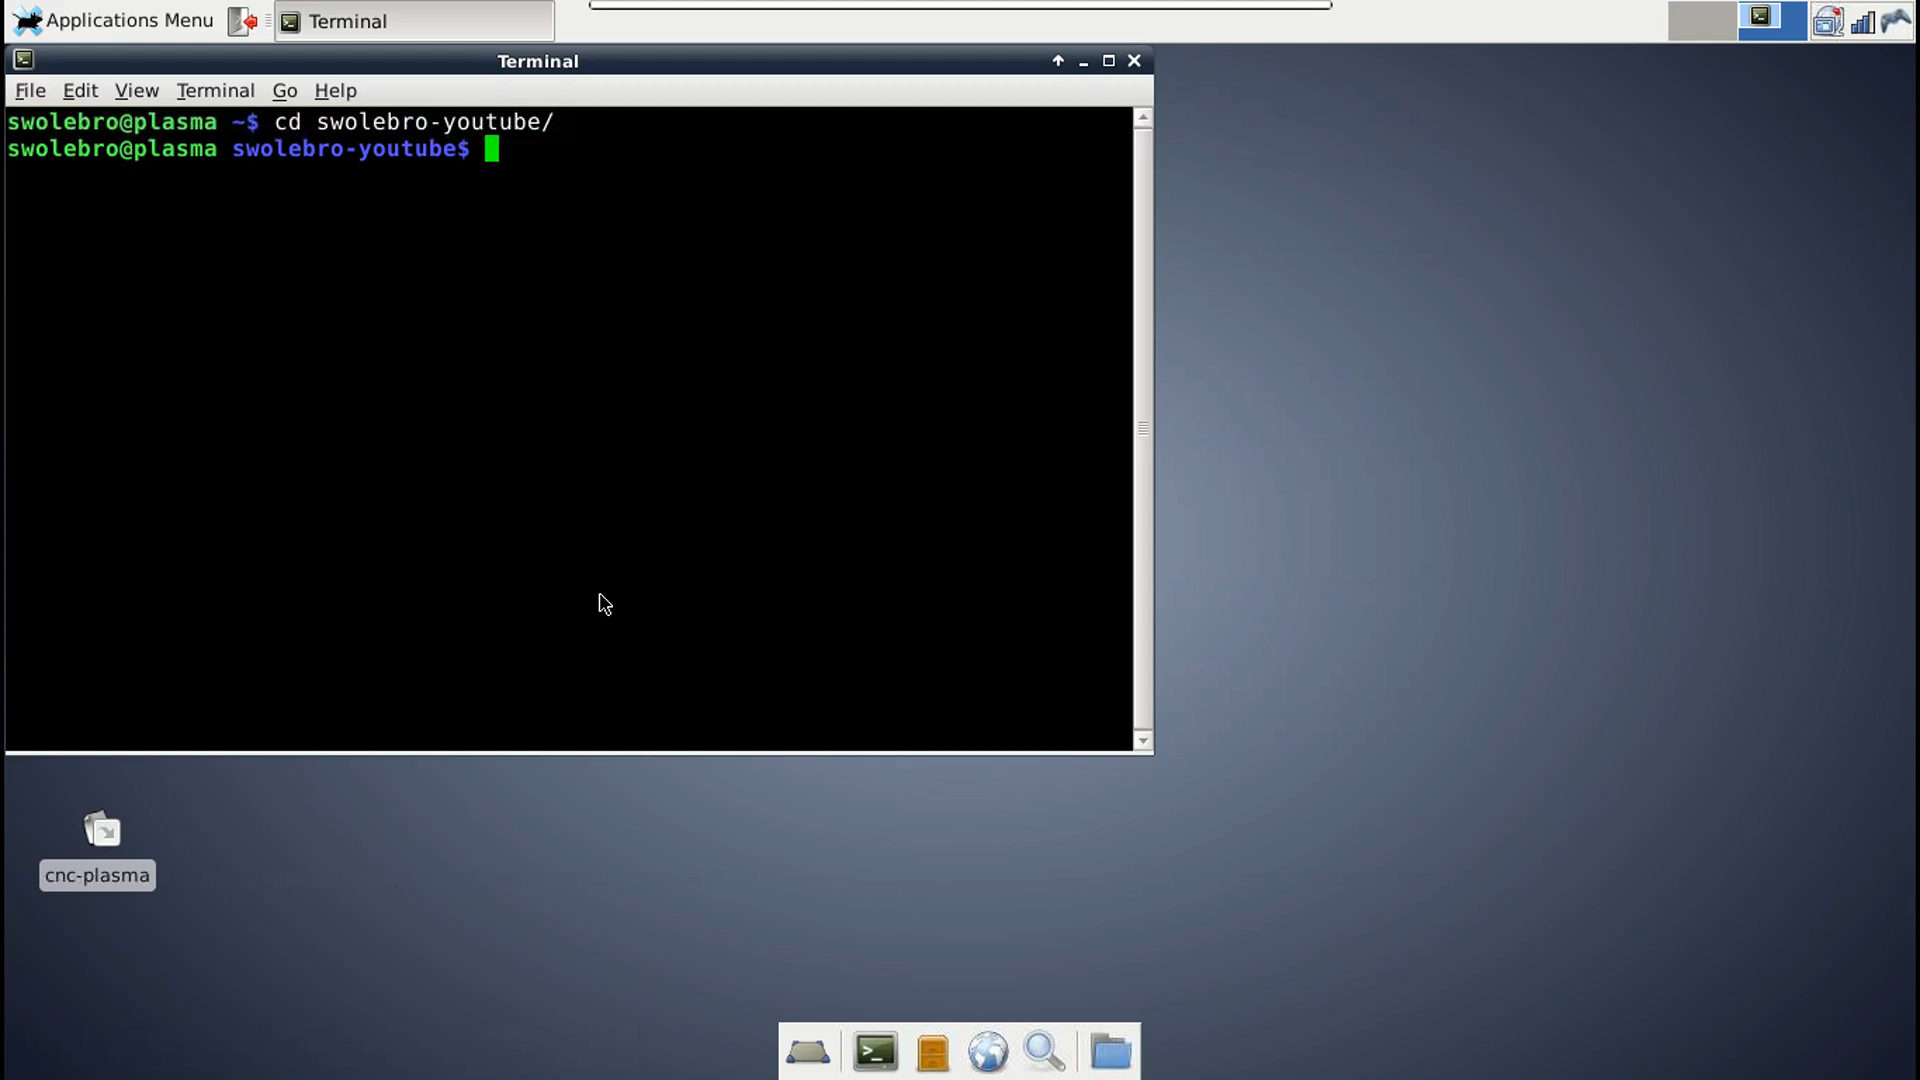 Applications Menu
Terminal
Terminal
File Edit View Terminal Go Help
swolebro@plasma ~$ cd swolebro-youtube/
swolebro@plasma swolebro-youtube$
cnc-plasma